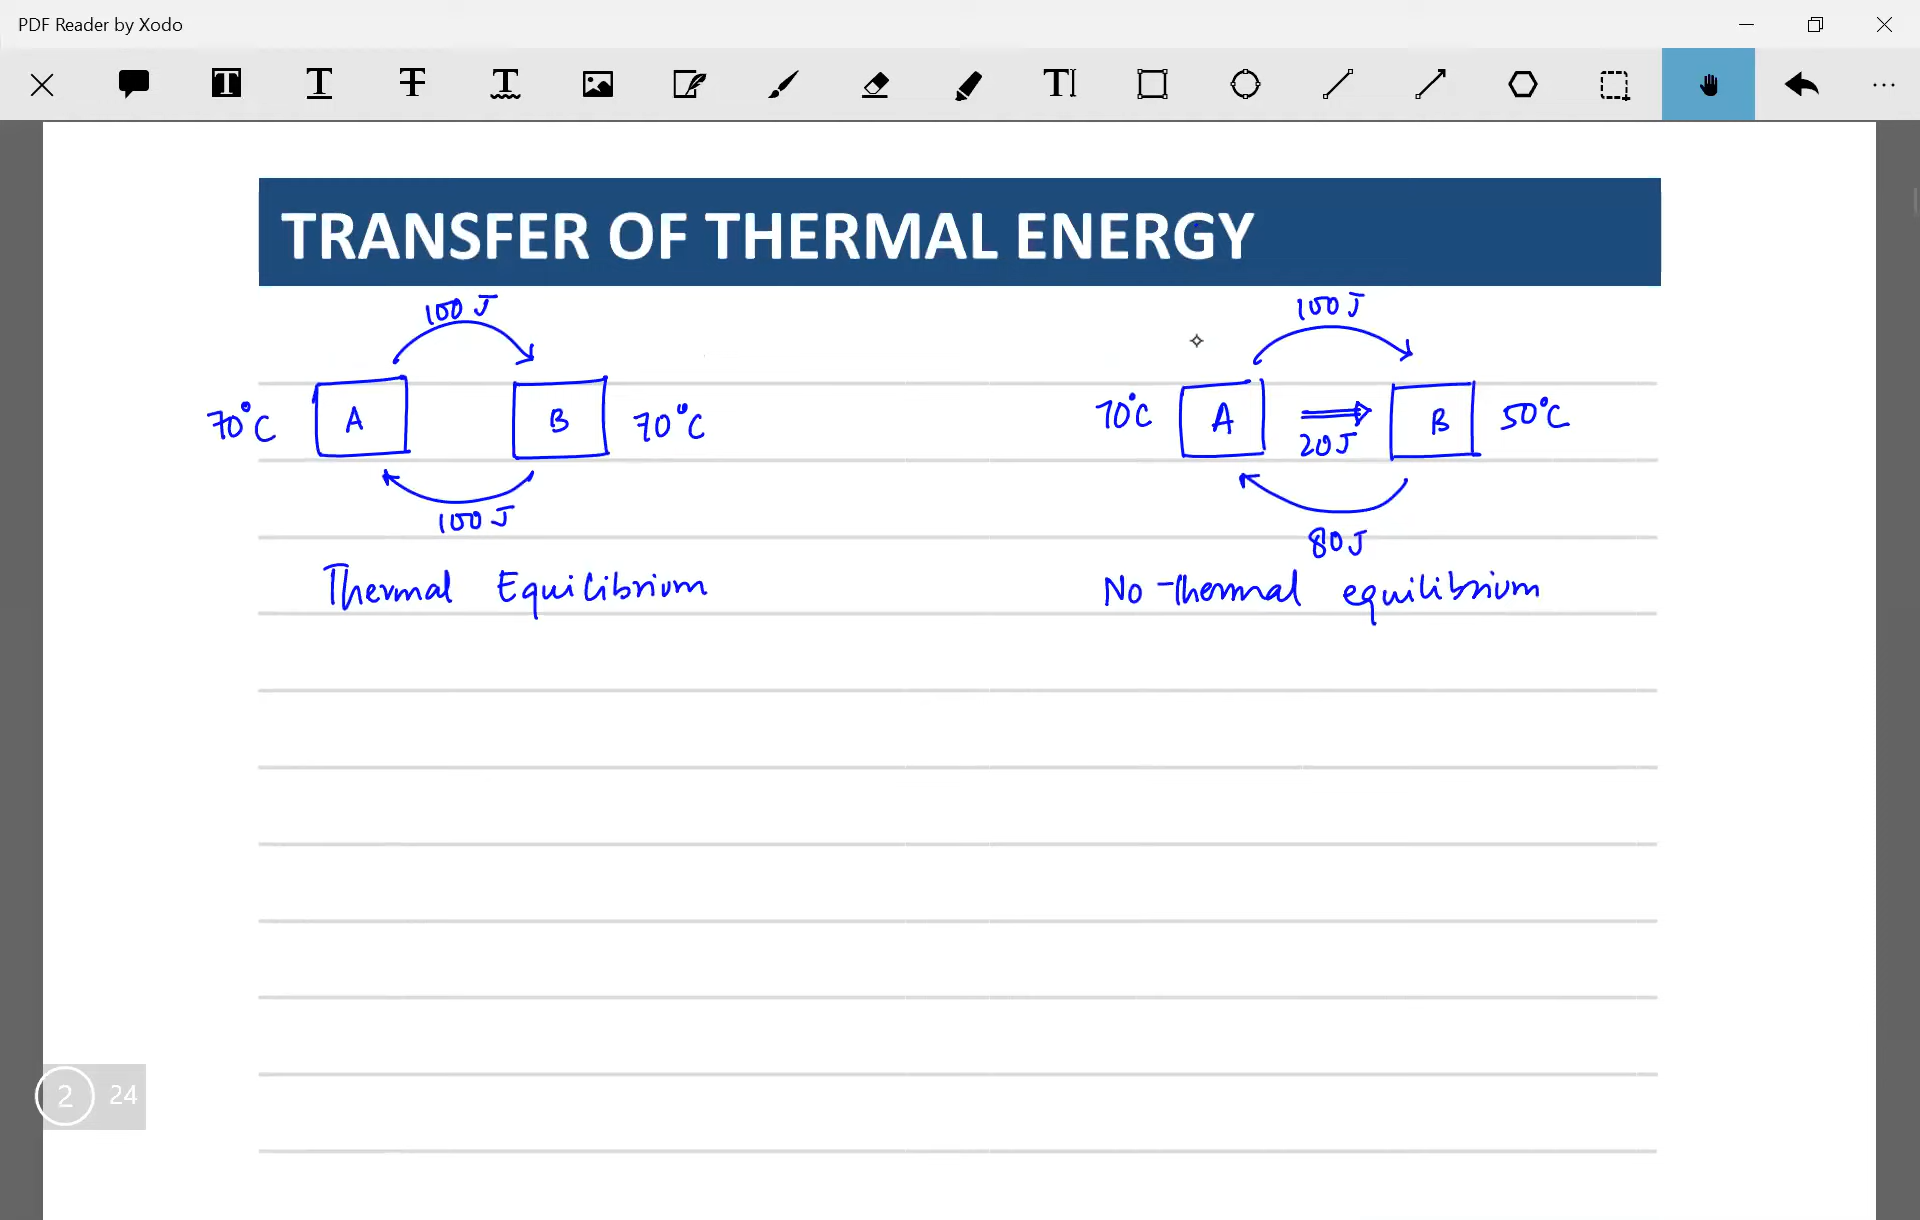 PDF Reader by Xodo
TRANSFER OF THERMAL ENERGY
100 J
100 J
70°C A B 70°C
70°C A 20J B 50°C
100 J
80 J
Thermal Equilibrium
No Thermal equilibrium
2 24